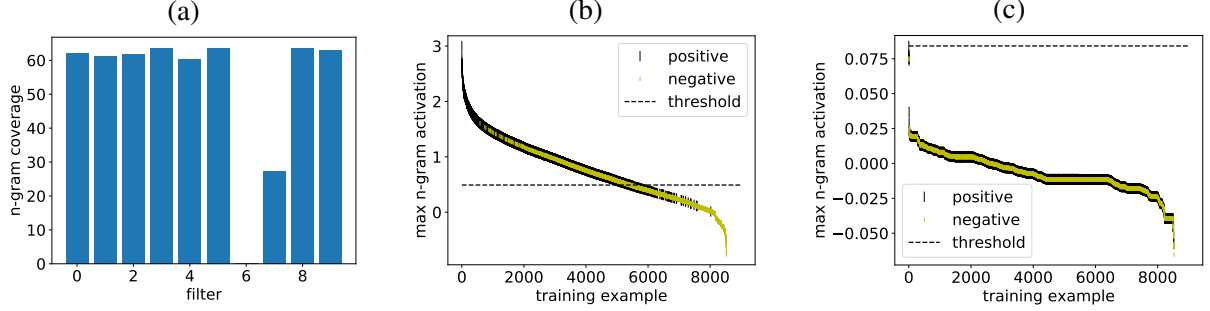 (a)
n-gram coverage
60
50
40
30
20
10
0
0 2 4 6 8
filter
(b)
max n-gram activation
3
2
1
0
positive
negative
threshold
0 2000 4000 6000 8000
training example
(c)
max n-gram activation
0.075
0.050
0.025
0.000
−0.025
−0.050
positive
negative
threshold
0 2000 4000 6000 8000
training example